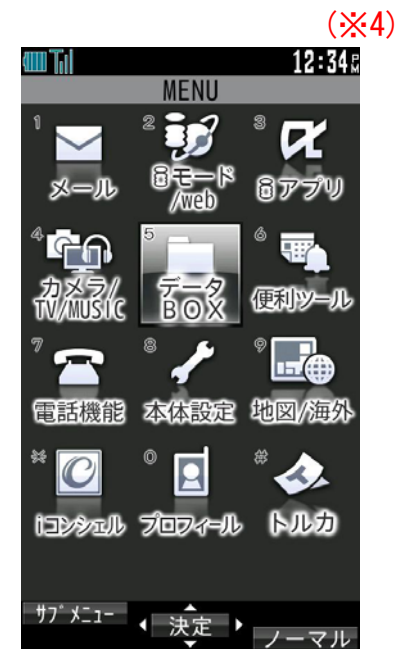 (※4)
12:34PM
MENU
1
2
3
メール
iモード
/web
iアプリ
4
5
6
カメラ/
TV/MUSIC
データ
BOX
便利ツール
7
8
9
電話機能
本体設定
地図/海外
*
0
#
iコンシェル
プロフィール
トルカ
ｻﾌﾞﾒﾆｭｰ
決定
ノーマル